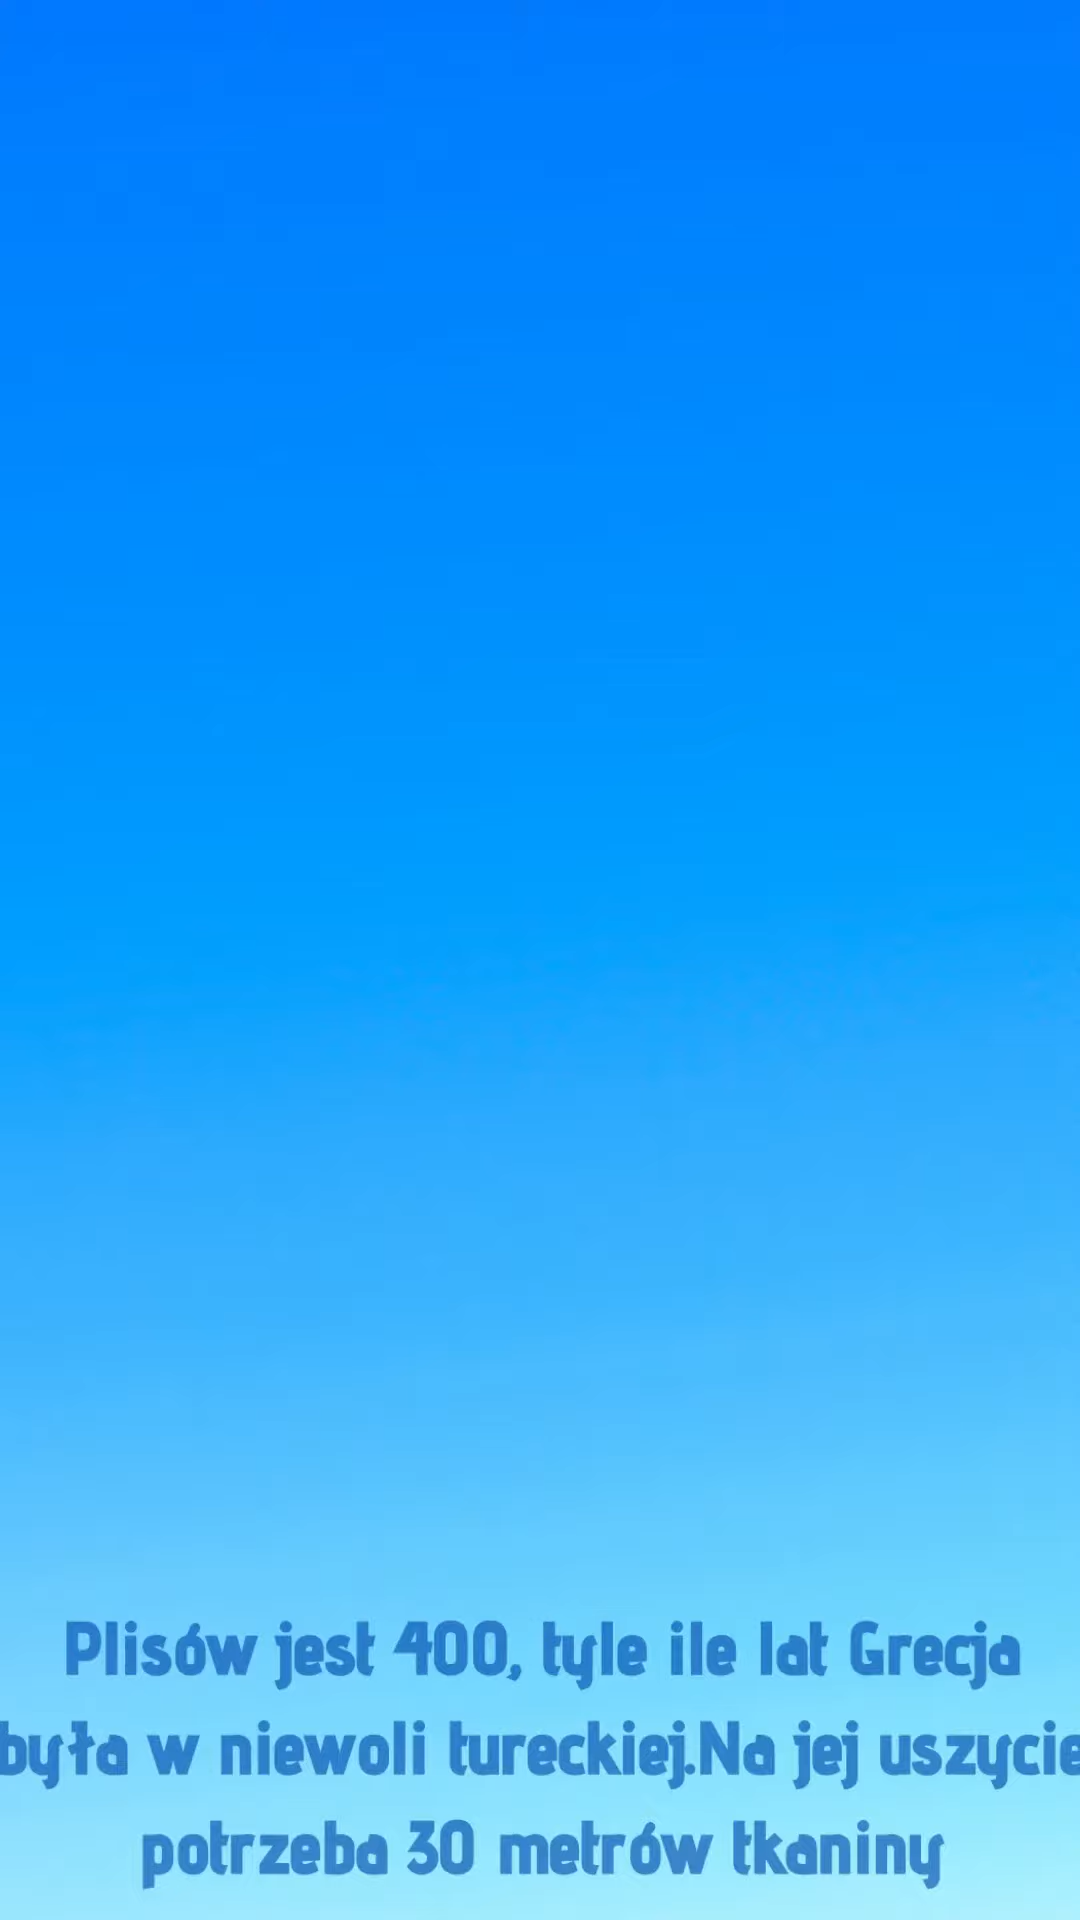 Plisów jest 400, tyle ile lat Grecja
była w niewoli tureckiej.Na jej uszycie
potrzeba 30 metrów tkaniny